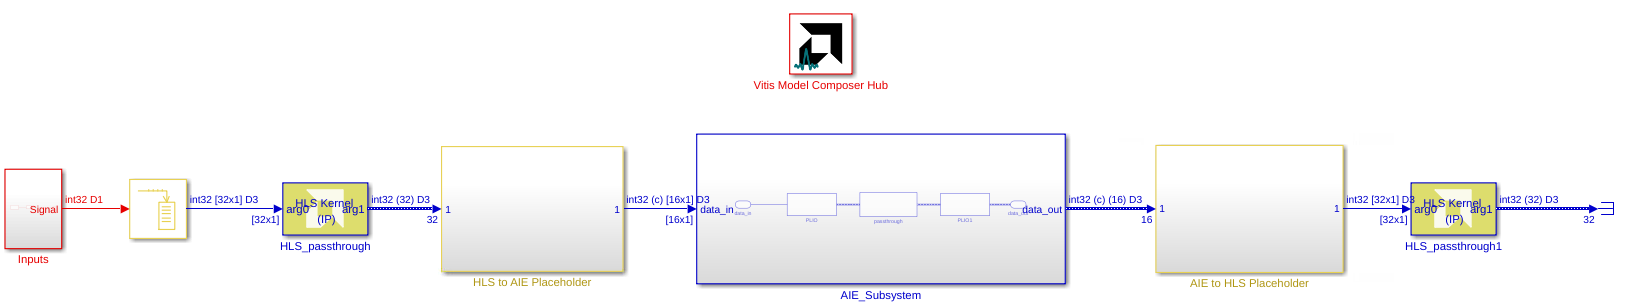 Vitis Model Composer Hub
Signal
Inputs
int32 D1
int32 [32x1] D3
[32x1]
arg0
HLS Kernel
(IP)
arg1
HLS_passthrough
int32 (32) D3
32
1
1
HLS to AIE Placeholder
int32 (c) [16x1] D3
[16x1]
data_in
data_in
PLIO
passthrough
PLIO1
data_out
AIE_Subsystem
int32 (c) (16) D3
16
1
1
AIE to HLS Placeholder
int32 [32x1] D3
[32x1]
arg0
HLS Kernel
(IP)
arg1
HLS_passthrough1
int32 (32) D3
32